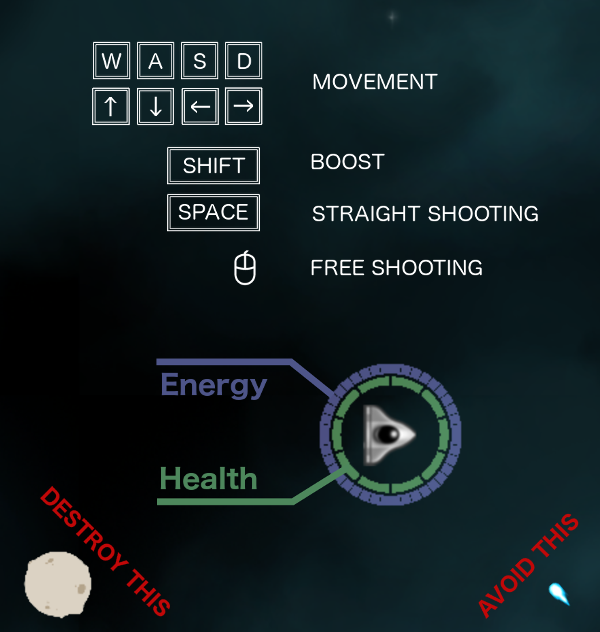 W A S D
↑ ↓ ← →
MOVEMENT
SHIFT
BOOST
SPACE
STRAIGHT SHOOTING
FREE SHOOTING
Energy
Health
DESTROY THIS
AVOID THIS